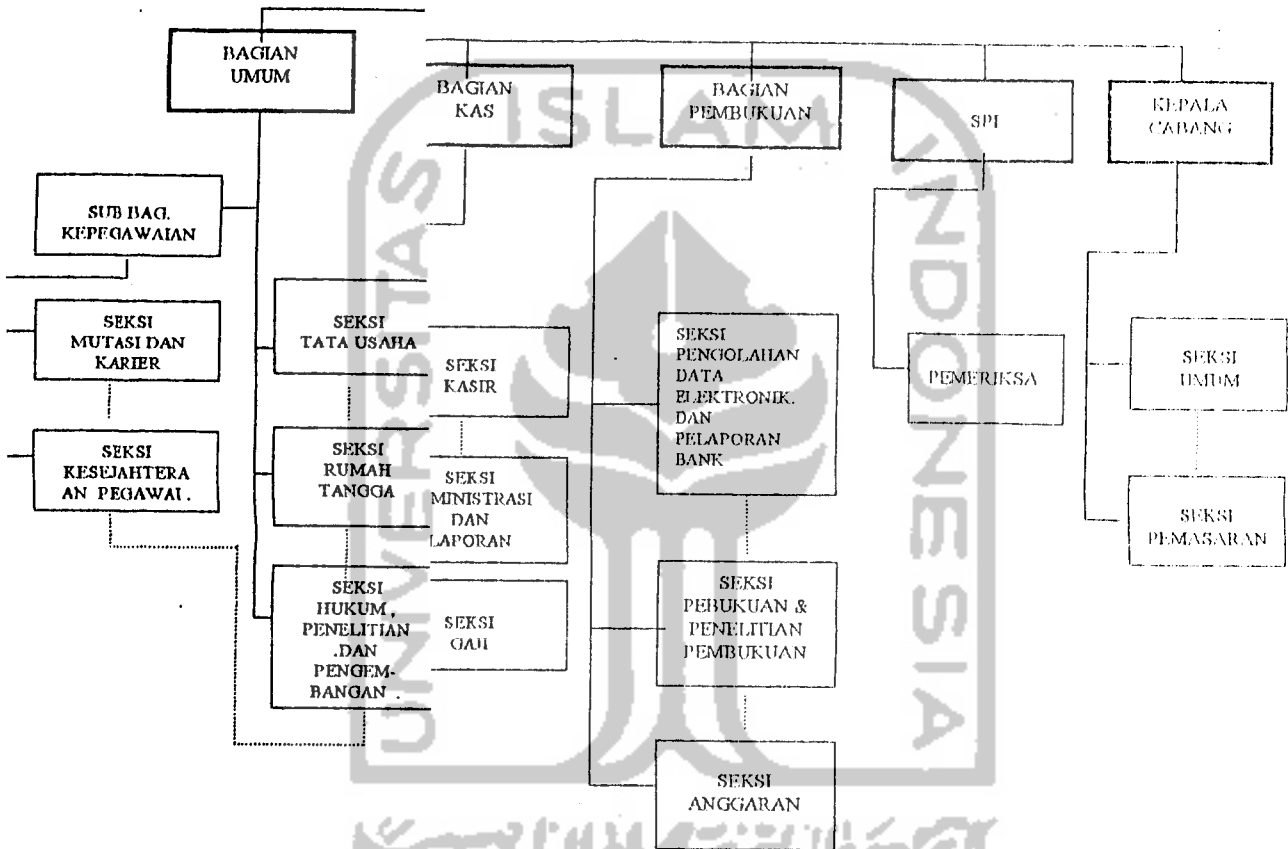 BAGIAN
UMUM
BAGIAN
KAS
BAGIAN
PEMBUKUAN
SPI
KEPALA
CABANG
SUB BAG.
KEPEGAWAIAN
SEKSI
MUTASI DAN
KARIER
SEKSI
KESEJAHTERA
AN PEGAWAI .
SEKSI
TATA USAHA
SEKSI
RUMAH
TANGGA
SEKSI
HUKUM ,
PENELITIAN
.DAN
PENGEM-
BANGAN .
SEKSI
KASIR
SEKSI
MINISTRASI
DAN
LAPORAN
SEKSI
GAJI
SEKSI
PENGOLAHAN
DATA
ELEKTRONIK.
DAN
PELAPORAN
BANK
SEKSI
PEBUKUAN &
PENELITIAN
PEMBUKUAN
SEKSI
ANGGARAN
PEMERIKSA
SEKSI
UMUM
SEKSI
PEMASARAN
UNIVERSITAS
ISLAM
INDONESIA